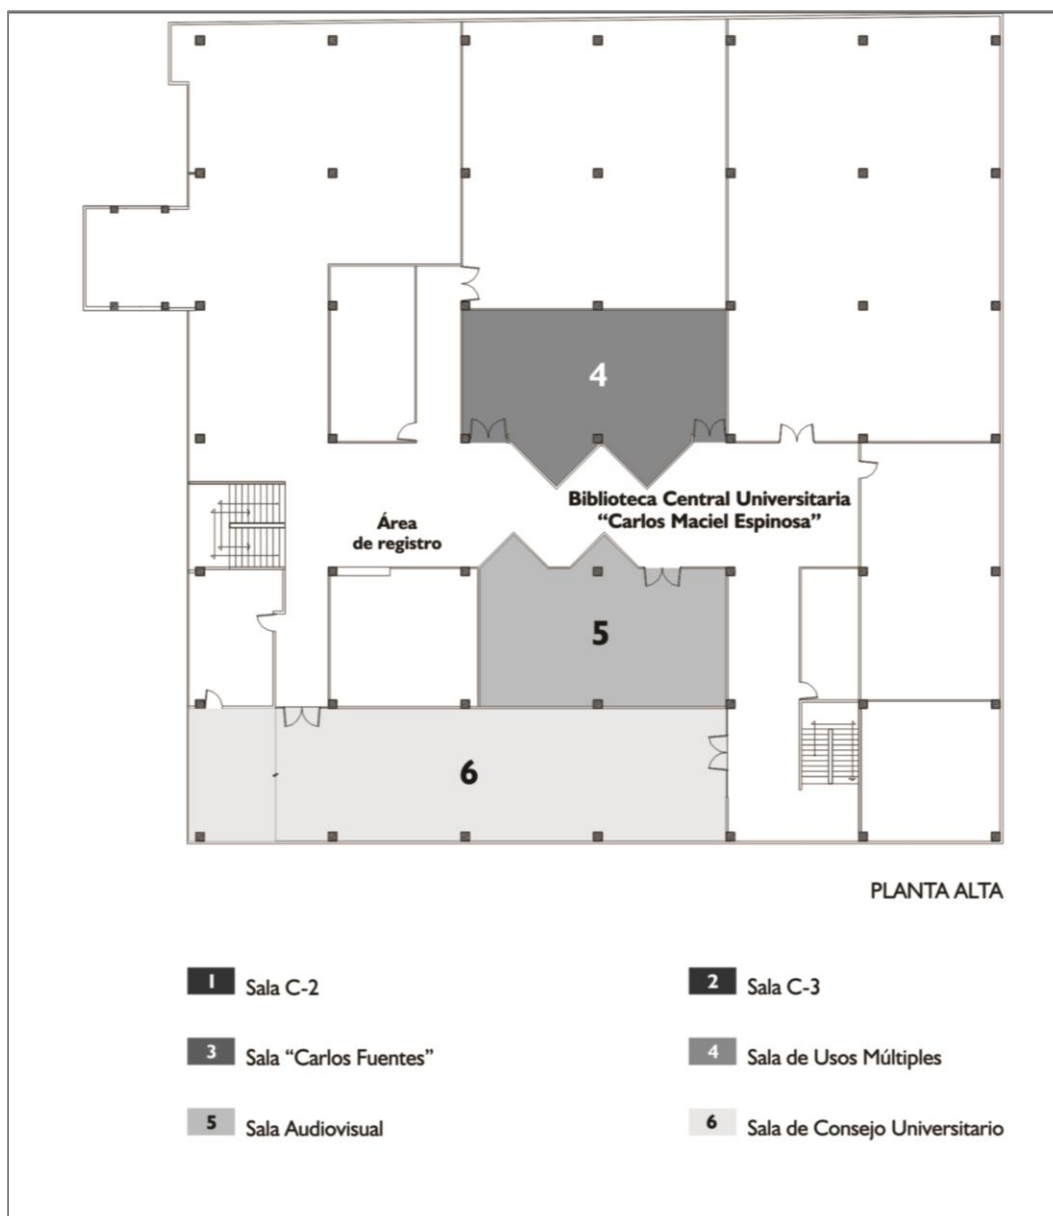 4
Biblioteca Central Universitaria
“Carlos Maciel Espinosa”
Área
de registro
5
6
PLANTA ALTA
1 Sala C-2
2 Sala C-3
3 Sala “Carlos Fuentes”
4 Sala de Usos Múltiples
5 Sala Audiovisual
6 Sala de Consejo Universitario